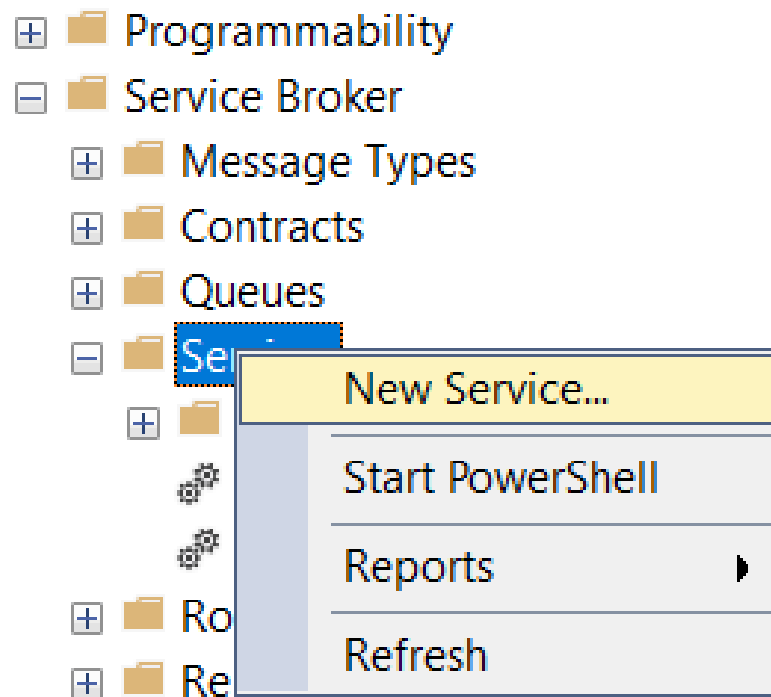 Programmability
Service Broker
Message Types
Contracts
Queues
New Service...
Start PowerShell
Reports
Refresh